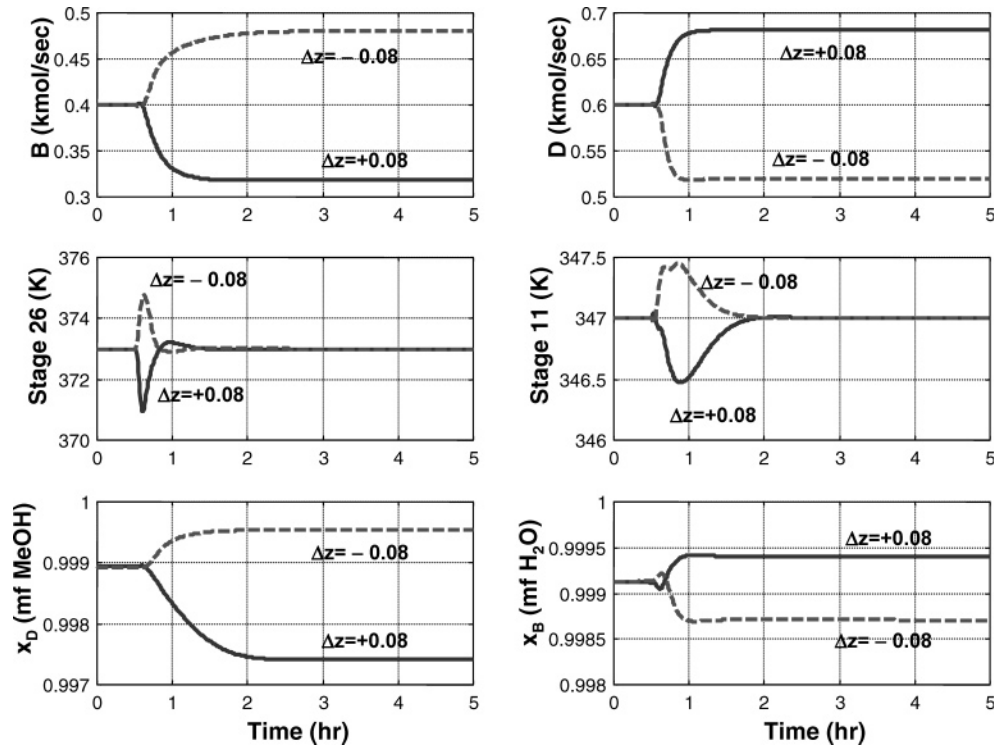 B (kmol/sec)
0.5
0.45
0.4
0.35
0.3
0 1 2 3 4 5
Δz= − 0.08
Δz=+0.08
D (kmol/sec)
0.7
0.65
0.6
0.55
0.5
0 1 2 3 4 5
Δz=+0.08
Δz= − 0.08
Stage 26 (K)
376
374
372
370
0 1 2 3 4 5
Δz= − 0.08
Δz=+0.08
Stage 11 (K)
347.5
347
346.5
346
0 1 2 3 4 5
Δz= − 0.08
Δz=+0.08
x_D (mf MeOH)
1
0.999
0.998
0.997
0 1 2 3 4 5
Δz= − 0.08
Δz=+0.08
Time (hr)
x_B (mf H₂O)
1
0.9995
0.999
0.9985
0.998
0 1 2 3 4 5
Δz=+0.08
Δz= − 0.08
Time (hr)